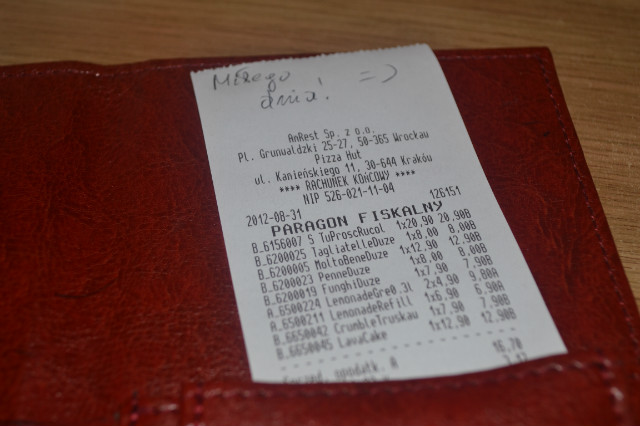 Miłego
dnia! =)
AmRest Sp. z o.o.
Pl. Grunwaldzki 25-27, 50-365 Wrocław
Pizza Hut
ul. Kanieńskiego 11, 30-644 Kraków
**** RACHUNEK KOŃCOWY ****
NIP 526-021-11-04
2012-08-31 126151
PARAGON FISKALNY
B.6156007 S TuProscRucol 1x20,90 20,90B
B.6200025 TagliatelleDuze 1x8,00 8,00B
B.6200005 MoltoBeneDuze 1x12,90 12,90B
B.6200023 PenneDuze 1x8,00 8,00B
B.6200019 FunghiDuze 1x7,90 7,90B
A.6500224 LemonadeGre0.3l 2x4,90 9,80A
A.6500211 LemonadeRefill 1x6,90 6,90A
B.6650042 CrumbleTruskau 1x7,90 7,90B
B.6650045 LavaCake 1x12,90 12,90B
Sprzed. opodatk. A 16,70